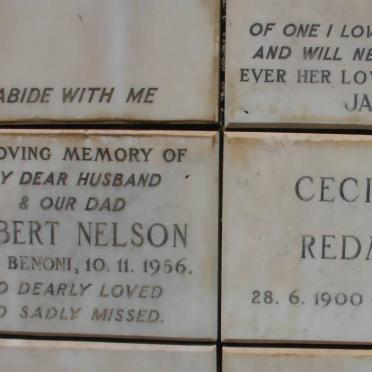 ABIDE WITH ME
OF ONE I LOV
AND WILL NE
EVER HER LOV
JA
OVING MEMORY OF
Y DEAR HUSBAND
& OUR DAD
BERT NELSON
BENONI, 10. 11. 1956.
O DEARLY LOVED
D SADLY MISSED.
CECI
REDM
28. 6. 1900